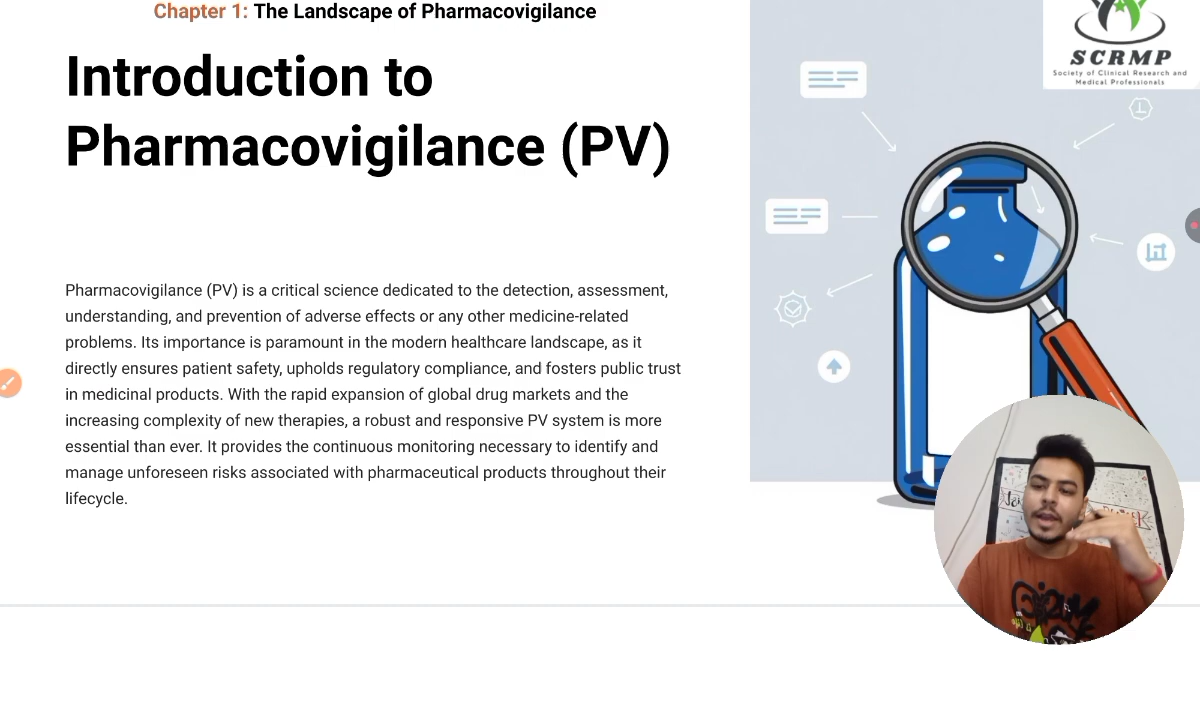 Chapter 1: The Landscape of Pharmacovigilance
Introduction to
Pharmacovigilance (PV)
Pharmacovigilance (PV) is a critical science dedicated to the detection, assessment,
understanding, and prevention of adverse effects or any other medicine-related
problems. Its importance is paramount in the modern healthcare landscape, as it
directly ensures patient safety, upholds regulatory compliance, and fosters public trust
in medicinal products. With the rapid expansion of global drug markets and the
increasing complexity of new therapies, a robust and responsive PV system is more
essential than ever. It provides the continuous monitoring necessary to identify and
manage unforeseen risks associated with pharmaceutical products throughout their
lifecycle.
SCRMP
Society of Clinical Research and
Medical Professionals